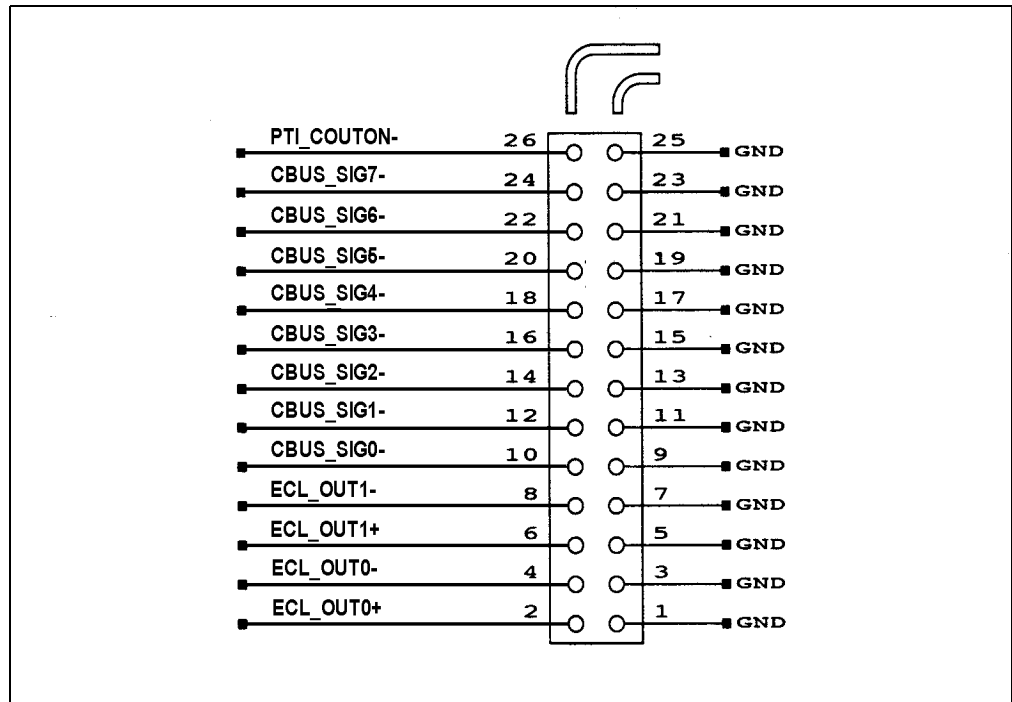 PTI_COUTON- 26 25 GND
CBUS_SIG7- 24 23 GND
CBUS_SIG6- 22 21 GND
CBUS_SIG5- 20 19 GND
CBUS_SIG4- 18 17 GND
CBUS_SIG3- 16 15 GND
CBUS_SIG2- 14 13 GND
CBUS_SIG1- 12 11 GND
CBUS_SIG0- 10 9 GND
ECL_OUT1- 8 7 GND
ECL_OUT1+ 6 5 GND
ECL_OUT0- 4 3 GND
ECL_OUT0+ 2 1 GND